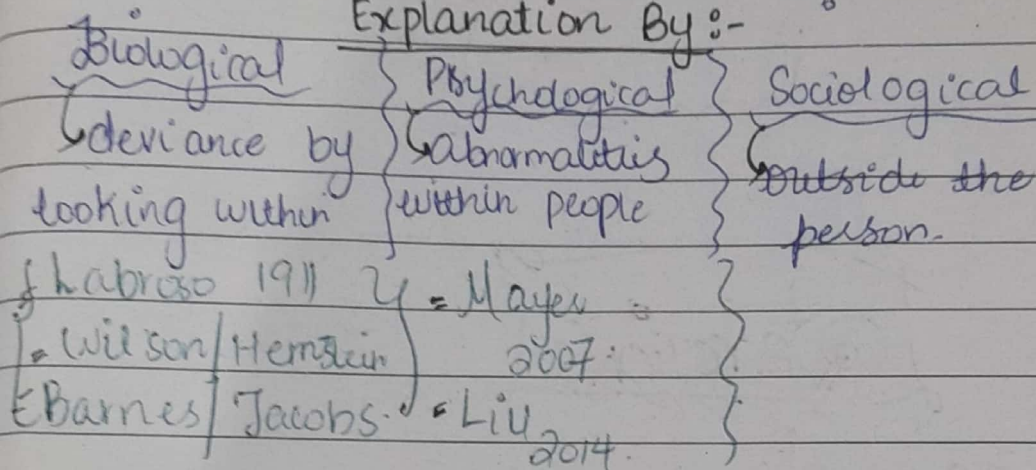 Explanation By :-
Biological
Psychological
Sociological
deviance by
abnormalities
outside the
looking within
within people
person.
Labroso 1911
= Mayer
= Wilson/Hernstein
2007.
Barnes/Jacobs.
= Liu 2014